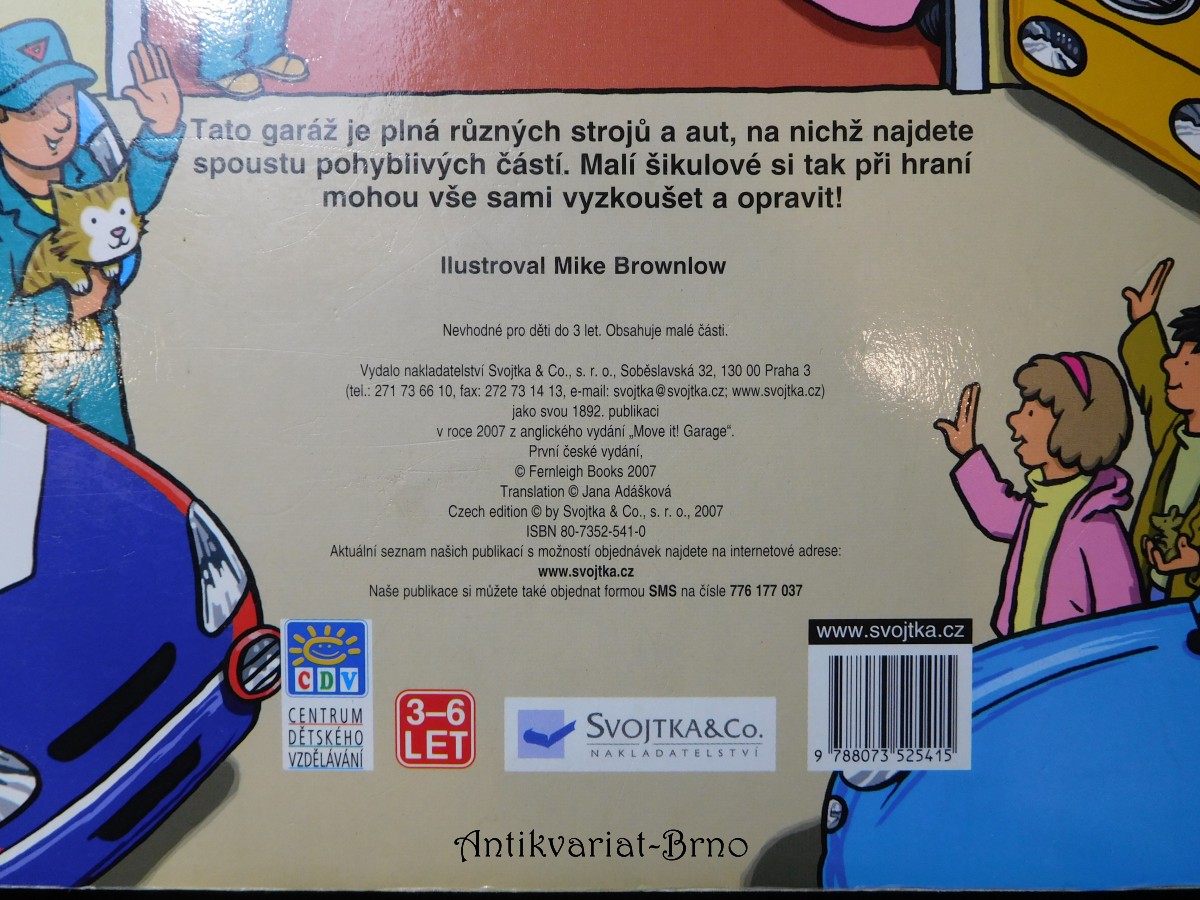 Tato garáž je plná různých strojů a aut, na nichž najdete
spoustu pohyblivých částí. Malí šikulové si tak při hraní
mohou vše sami vyzkoušet a opravit!
Ilustroval Mike Brownlow
Nevhodné pro děti do 3 let. Obsahuje malé části.
Vydalo nakladatelství Svojtka & Co., s. r. o., Soběslavská 32, 130 00 Praha 3
(tel.: 271 73 66 10, fax: 272 73 14 13, e-mail: svojtka@svojtka.cz; www.svojtka.cz)
jako svou 1892. publikaci
v roce 2007 z anglického vydání „Move it! Garage“.
První české vydání,
© Fernleigh Books 2007
Translation © Jana Adášková
Czech edition © by Svojtka & Co., s. r. o., 2007
ISBN 80-7352-541-0
Aktuální seznam našich publikací s možností objednávek najdete na internetové adrese:
www.svojtka.cz
Naše publikace si můžete také objednat formou SMS na čísle 776 177 037
CDV
CENTRUM
DĚTSKÉHO
VZDĚLÁVÁNÍ
3–6
LET
SVOJTKA&CO.
NAKLADATELSTVÍ
www.svojtka.cz
9 788073 525415
Antikvariat-Brno